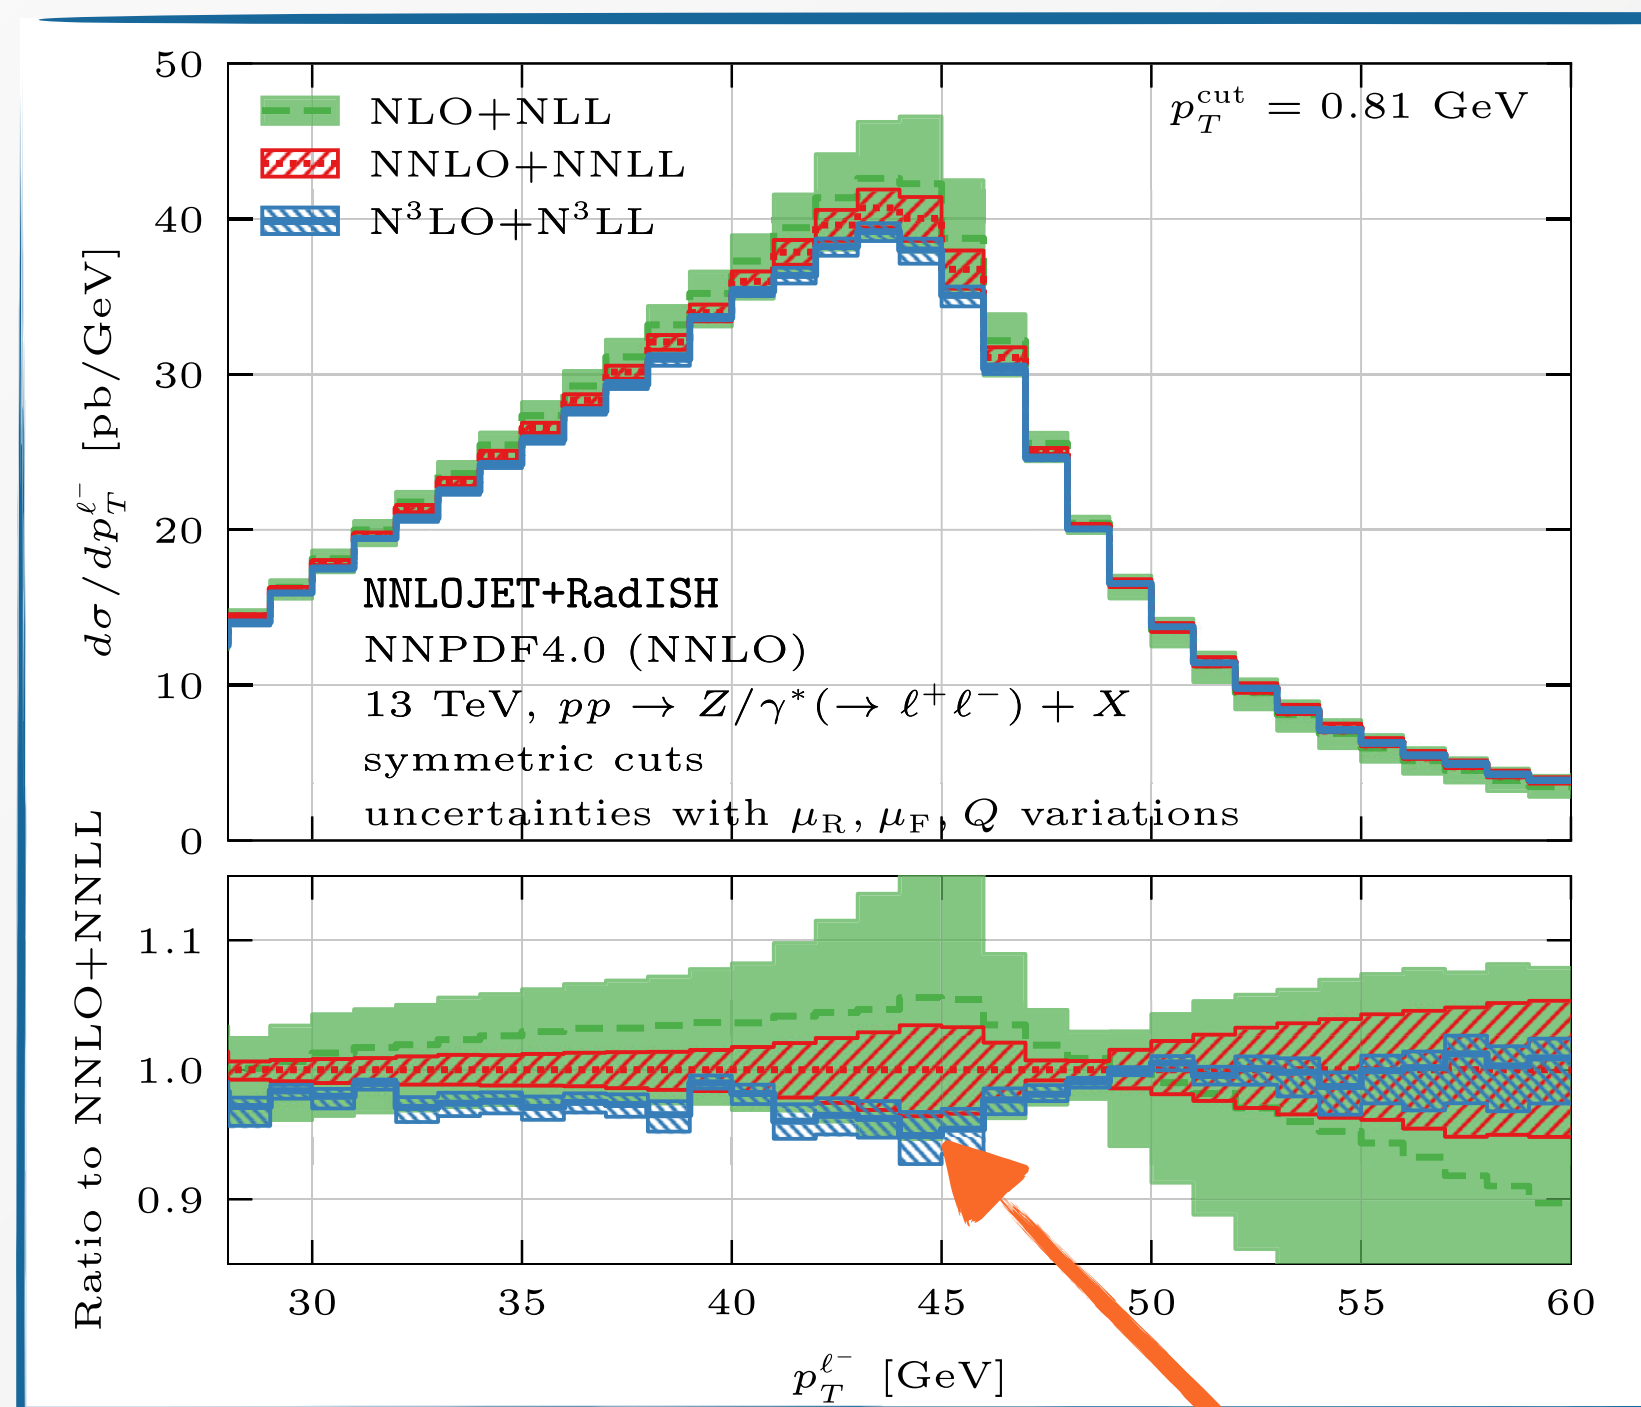 50
40
30
20
10
0
dσ/dp_T^{ℓ^-} [pb/GeV]
NLO+NLL
NNLO+NNLL
N³LO+N³LL
p_T^{cut} = 0.81 GeV
NNLOJET+RadISH
NNPDF4.0 (NNLO)
13 TeV, pp → Z/γ*(→ ℓ⁺ℓ⁻) + X
symmetric cuts
uncertainties with μ_R, μ_F, Q variations
Ratio to NNLO+NNLL
1.1
1.0
0.9
30 35 40 45 50 55 60
p_T^{ℓ^-} [GeV]